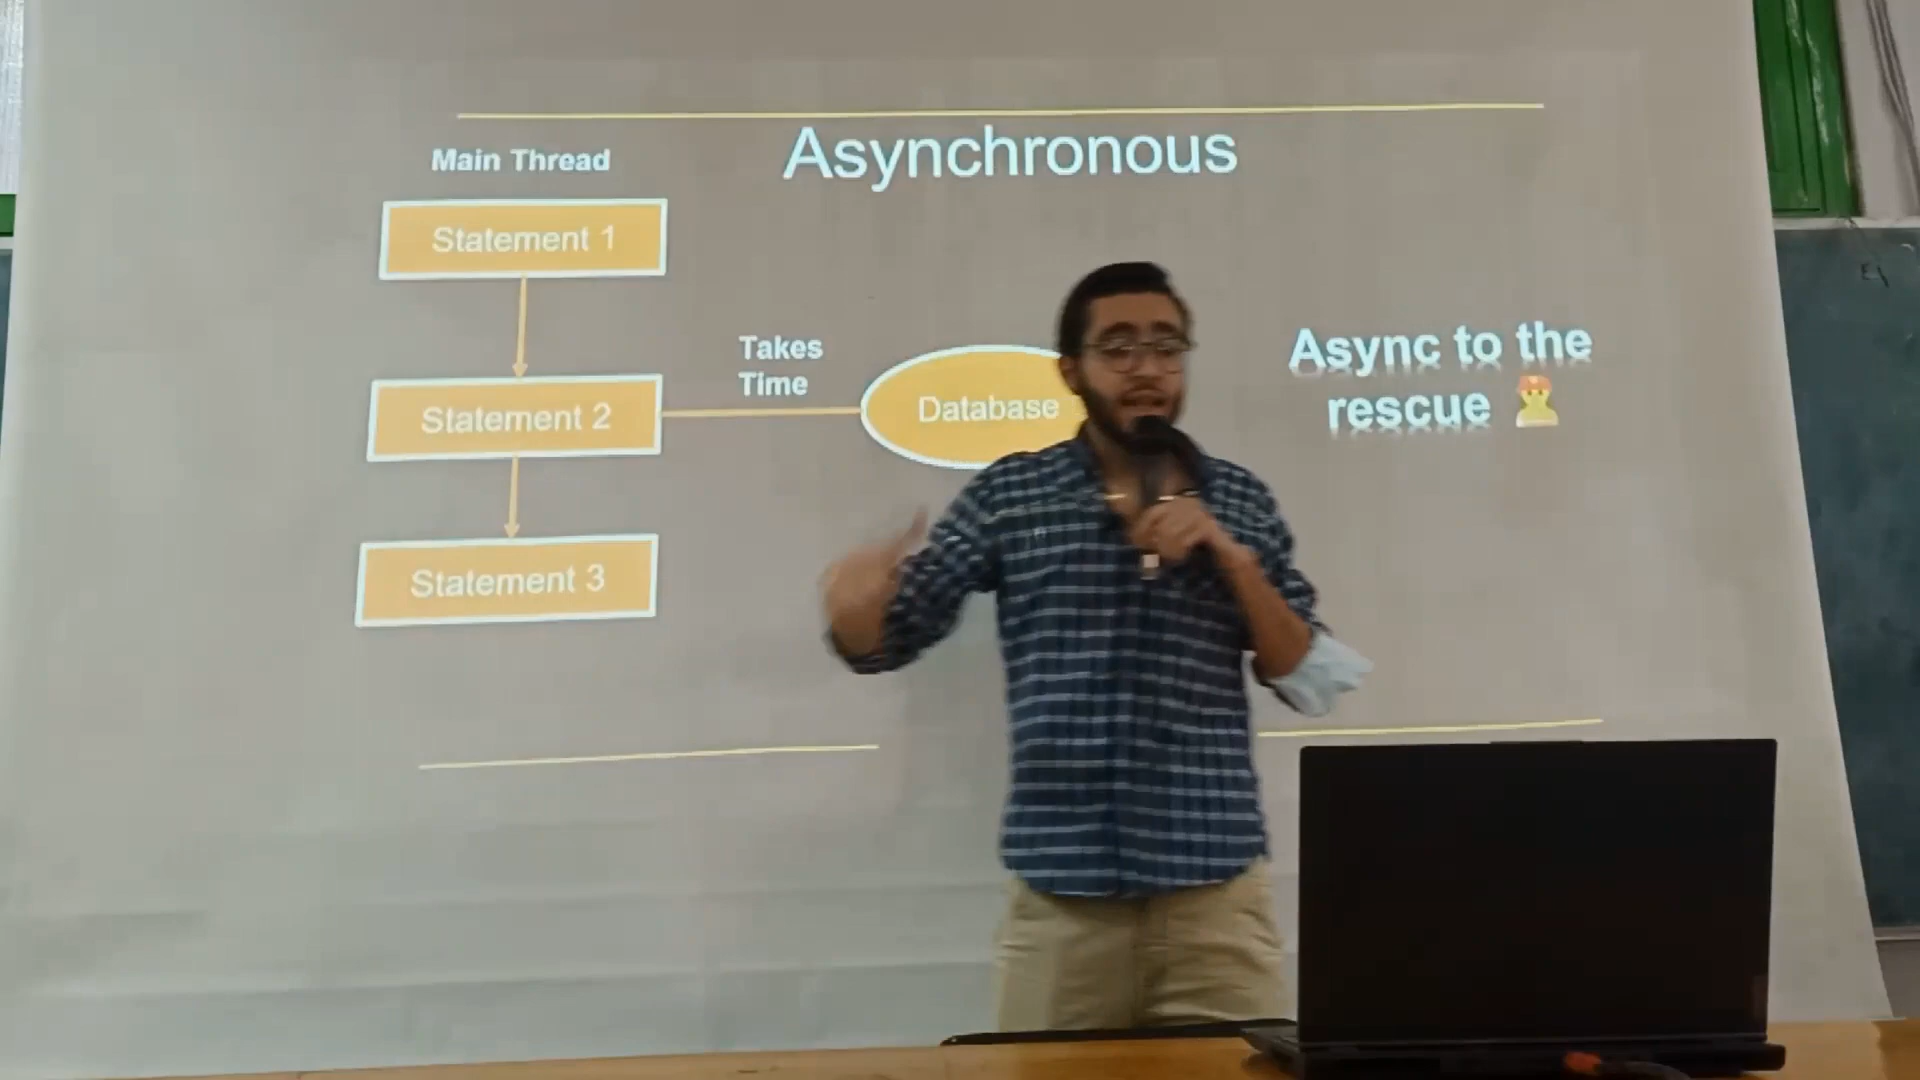 Asynchronous
Main Thread
Statement 1
Takes
Time
Statement 2
Database
Statement 3
Async to the
rescue